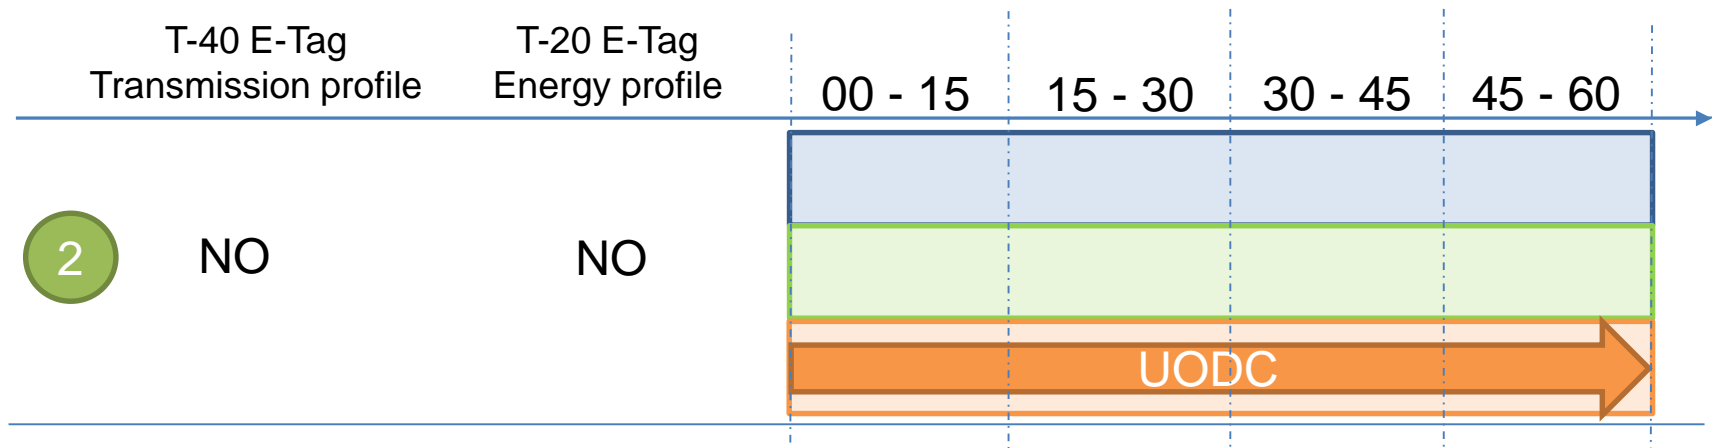 T-40 E-Tag
Transmission profile
T-20 E-Tag
Energy profile
00 - 15
15 - 30
30 - 45
45 - 60
2
NO
NO
UODC